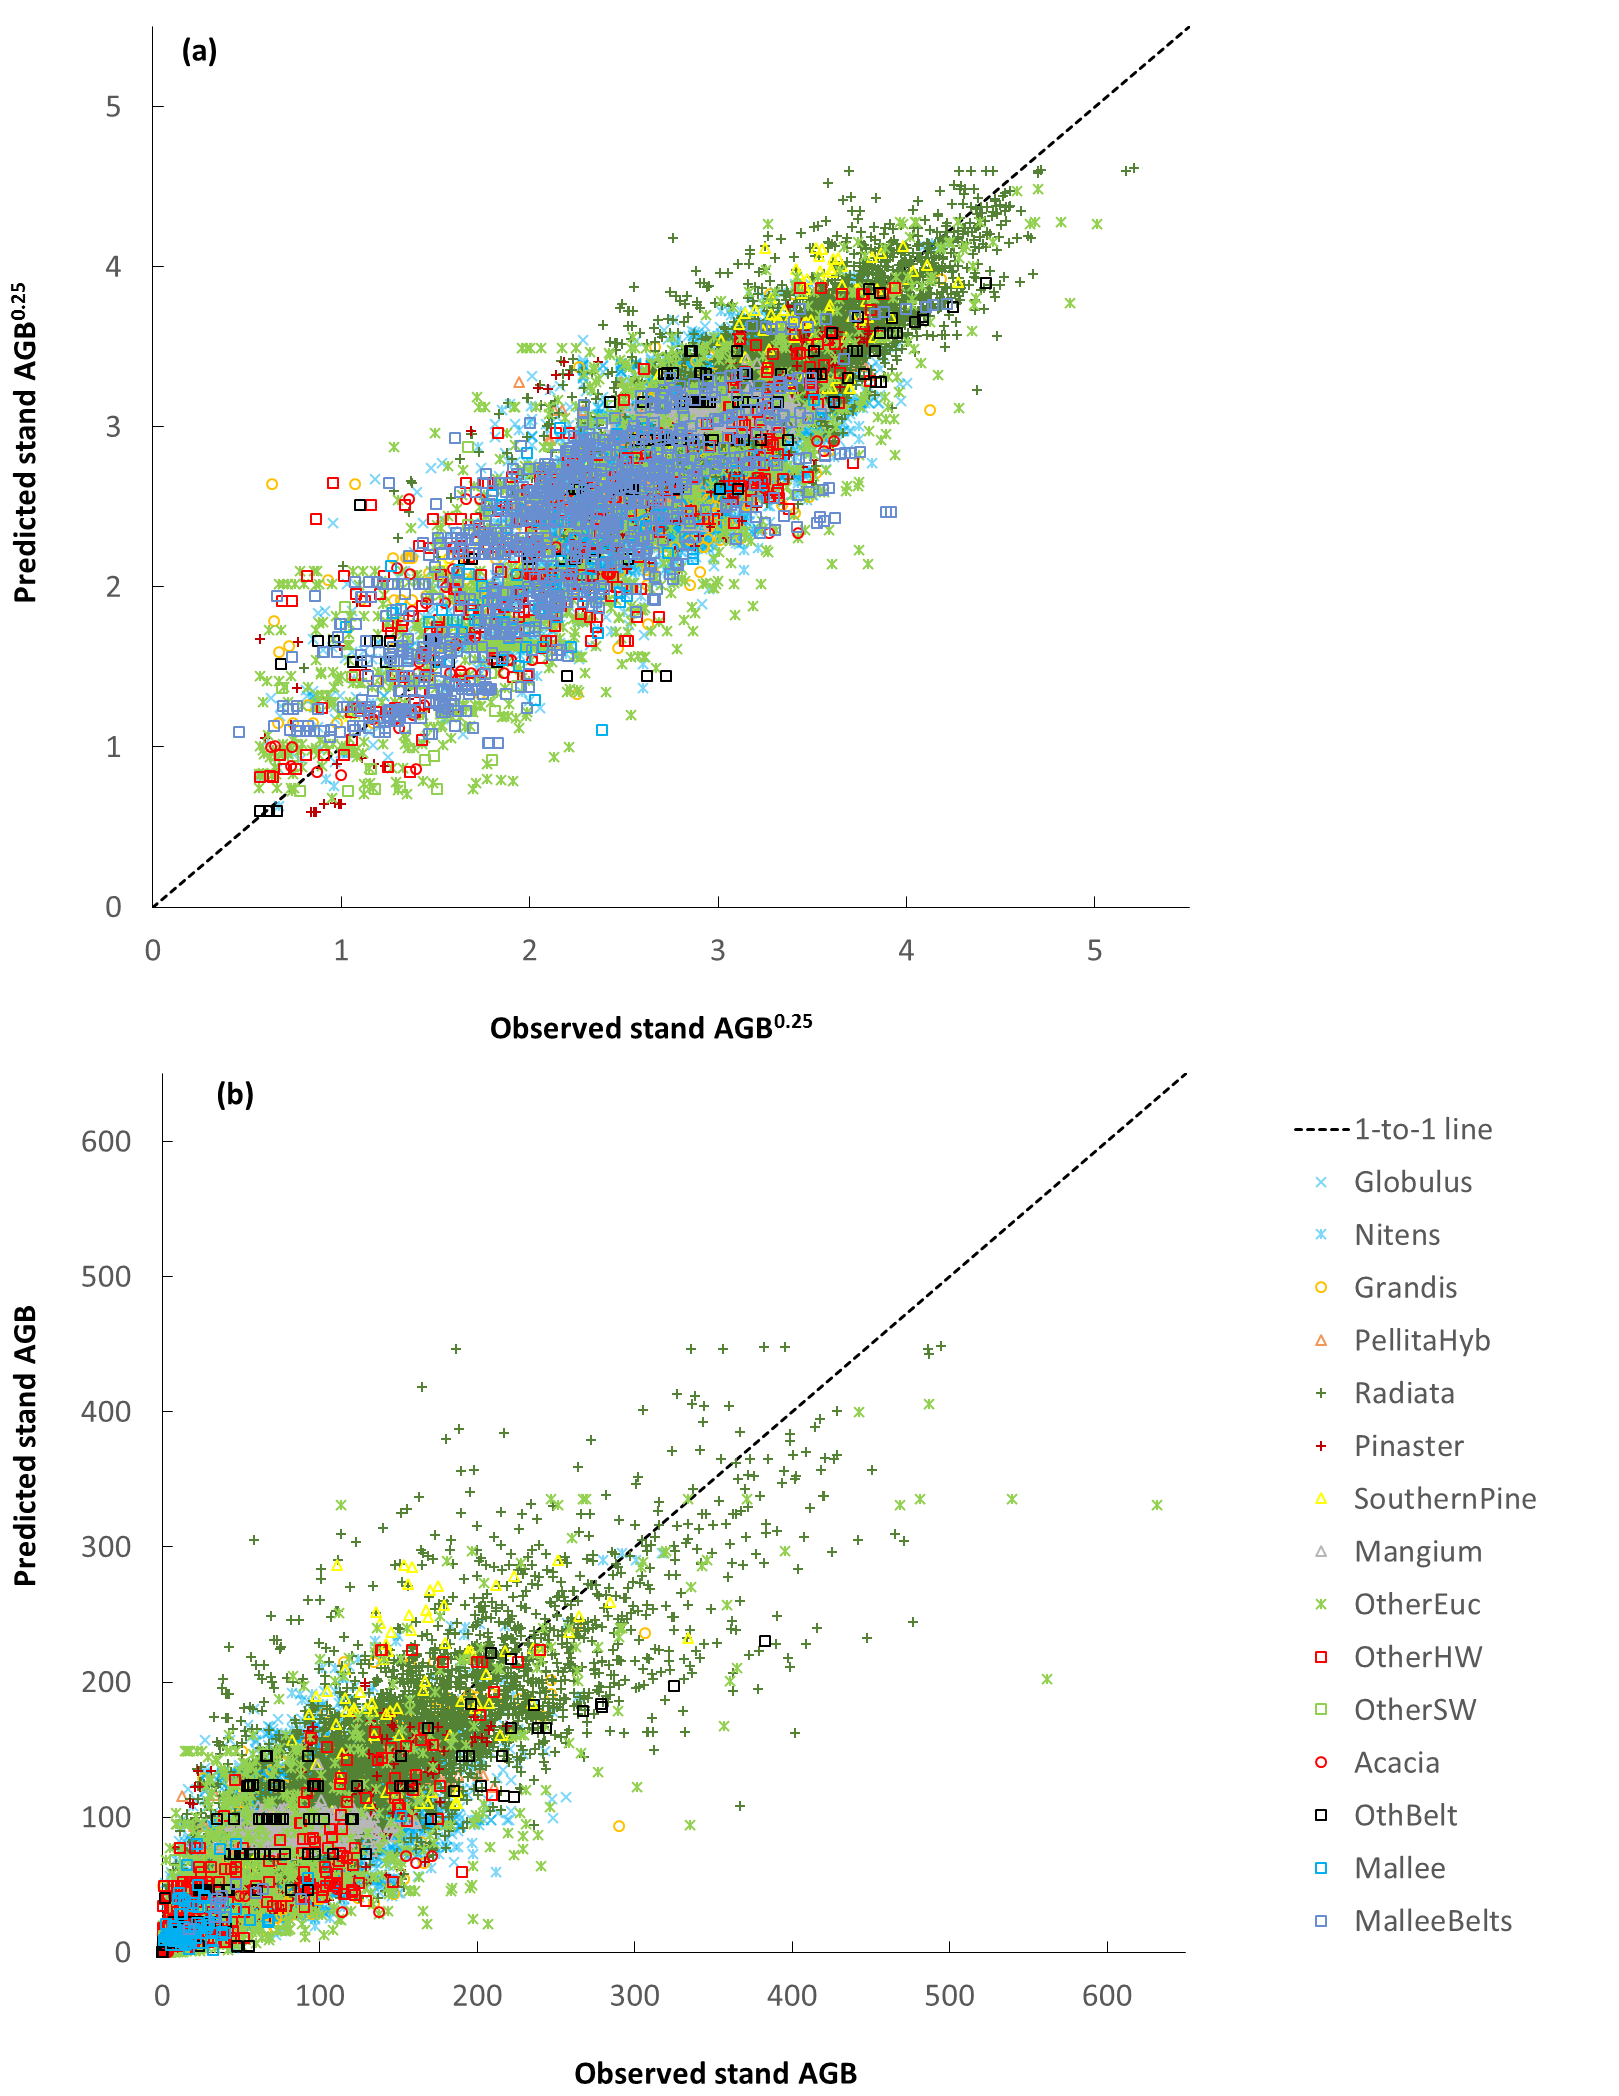 (a)
5
4
3
2
1
0
0 1 2 3 4 5
Predicted stand AGB0.25
Observed stand AGB0.25
(b)
600
500
400
300
200
100
0
0 100 200 300 400 500 600
Predicted stand AGB
Observed stand AGB
1-to-1 line
Globulus
Nitens
Grandis
PellitaHyb
Radiata
Pinaster
SouthernPine
Mangium
OtherEuc
OtherHW
OtherSW
Acacia
OthBelt
Mallee
MalleeBelts